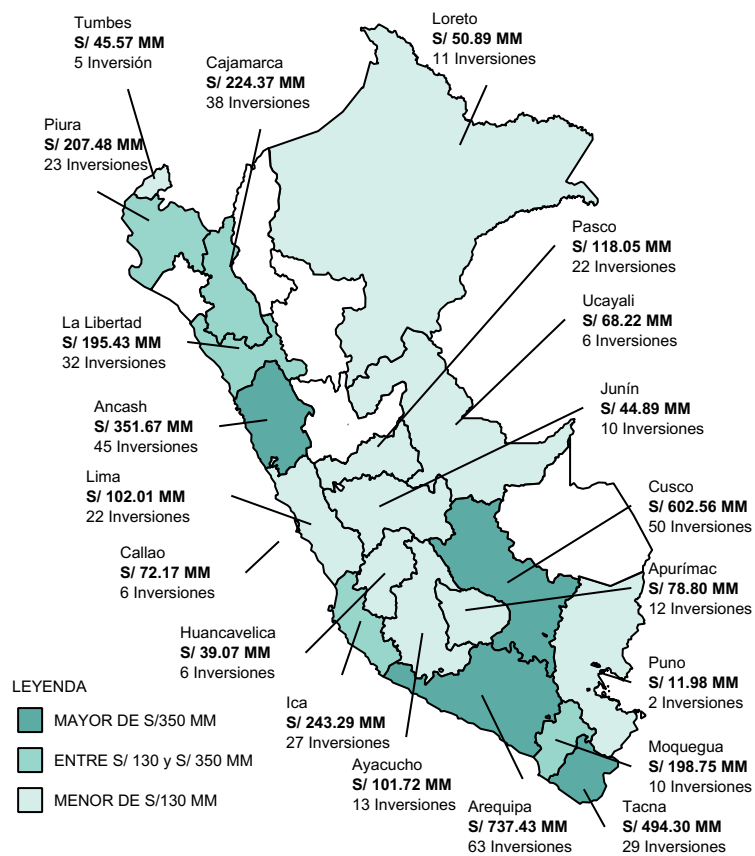 Tumbes
S/ 45.57 MM
5 Inversión
Loreto
S/ 50.89 MM
11 Inversiones
Cajamarca
S/ 224.37 MM
38 Inversiones
Piura
S/ 207.48 MM
23 Inversiones
Pasco
S/ 118.05 MM
22 Inversiones
Ucayali
S/ 68.22 MM
6 Inversiones
La Libertad
S/ 195.43 MM
32 Inversiones
Junín
S/ 44.89 MM
10 Inversiones
Ancash
S/ 351.67 MM
45 Inversiones
Lima
S/ 102.01 MM
22 Inversiones
Cusco
S/ 602.56 MM
50 Inversiones
Callao
S/ 72.17 MM
6 Inversiones
Apurímac
S/ 78.80 MM
12 Inversiones
Huancavelica
S/ 39.07 MM
6 Inversiones
Puno
S/ 11.98 MM
2 Inversiones
Ica
S/ 243.29 MM
27 Inversiones
Moquegua
S/ 198.75 MM
10 Inversiones
Ayacucho
S/ 101.72 MM
13 Inversiones
Arequipa
S/ 737.43 MM
63 Inversiones
Tacna
S/ 494.30 MM
29 Inversiones
LEYENDA
MAYOR DE S/350 MM
ENTRE S/ 130 y S/ 350 MM
MENOR DE S/130 MM